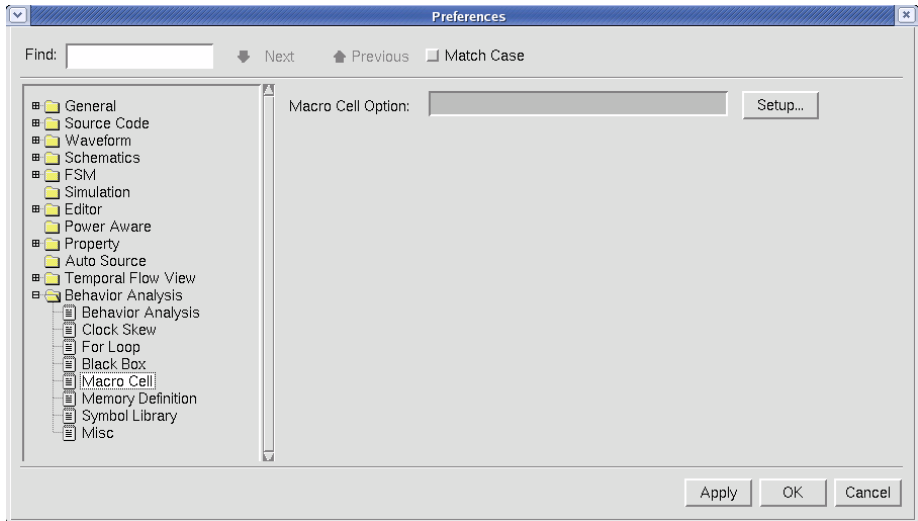 Preferences
Find: Next Previous Match Case
General
Source Code
Waveform
Schematics
FSM
Simulation
Editor
Power Aware
Property
Auto Source
Temporal Flow View
Behavior Analysis
Behavior Analysis
Clock Skew
For Loop
Black Box
Macro Cell
Memory Definition
Symbol Library
Misc
Macro Cell Option: Setup...
Apply OK Cancel